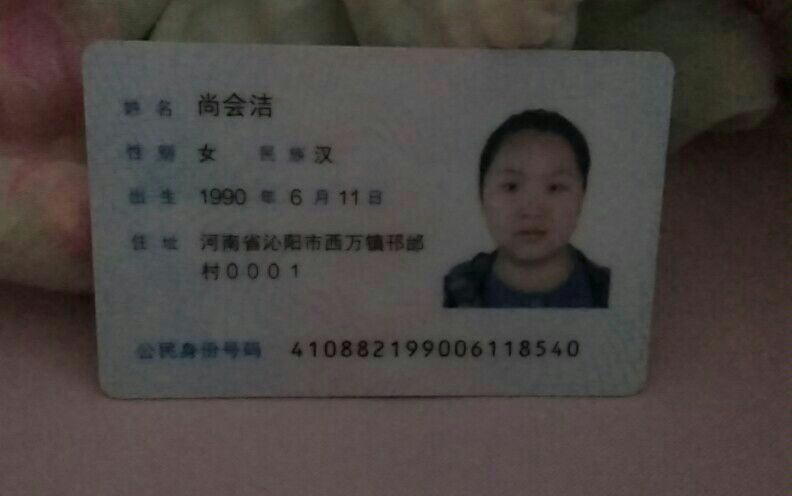 姓名 尚会洁
性别 女 民族 汉
出生 1990 年 6 月 11 日
住址 河南省沁阳市西万镇邘邰
村0001
公民身份号码 410882199006118540